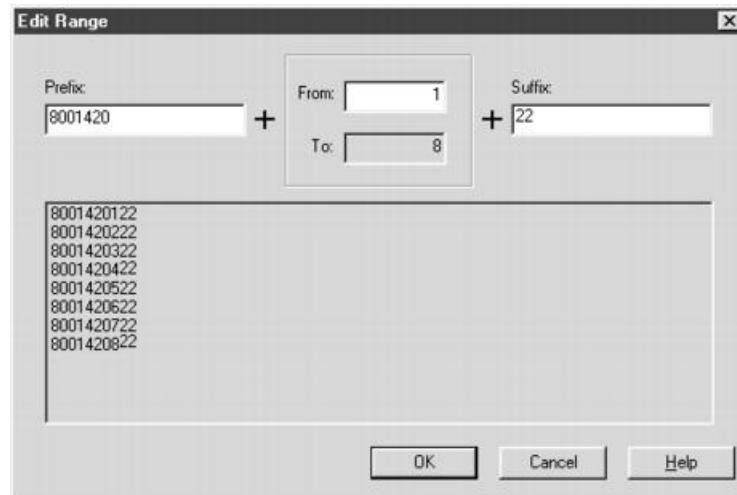 Edit Range
Prefix:
8001420
+
From: 1
To: 8
+
Suffix:
22
8001420122
8001420222
8001420322
8001420422
8001420522
8001420622
8001420722
8001420822
OK Cancel Help